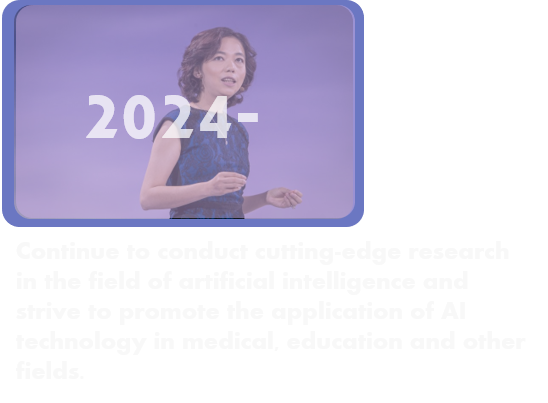 2024-
Continue to conduct cutting-edge research
in the field of artificial intelligence and
strive to promote the application of AI
technology in medical, education and other
fields.